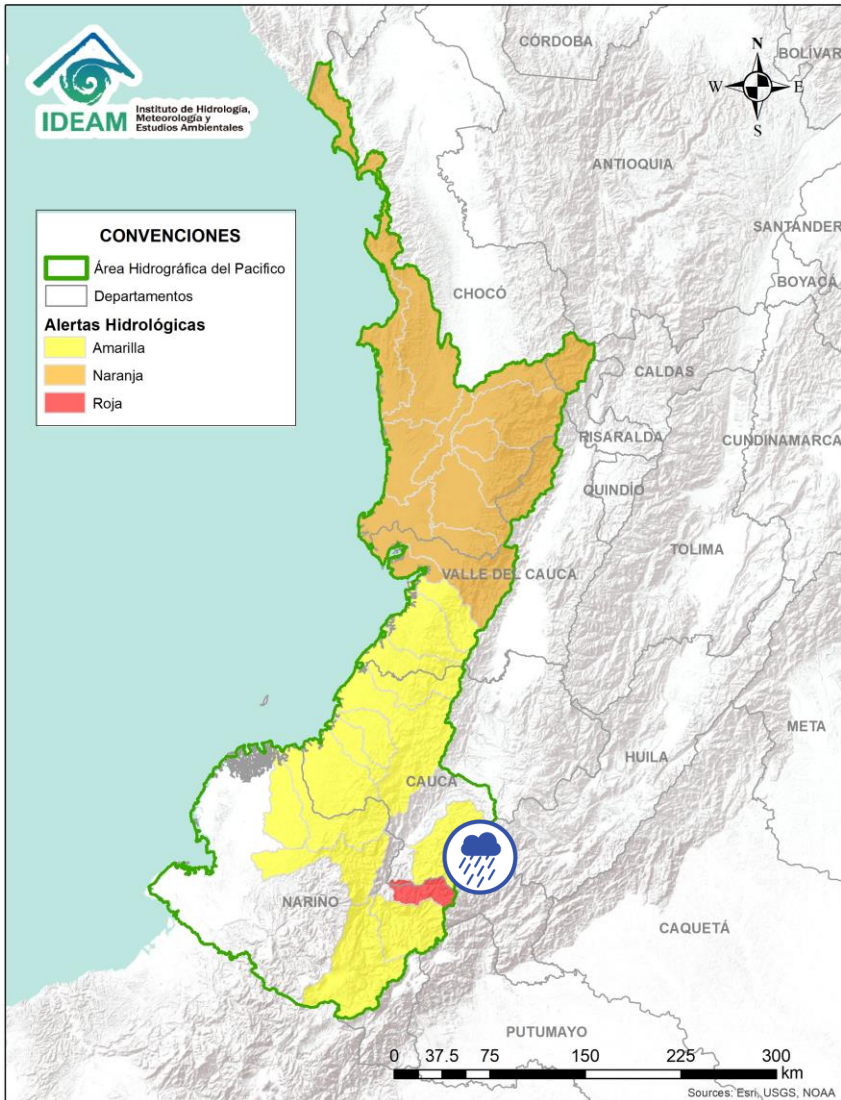 IDEAM
Instituto de Hidrología,
Meteorología y
Estudios Ambientales
N
W
E
S
CÓRDOBA
BOLÍVAR
ANTIOQUIA
SANTANDER
BOYACÁ
CHOCÓ
CALDAS
RISARALDA
CUNDINAMARCA
QUINDÍO
TOLIMA
VALLE DEL CAUCA
META
HUILA
CAUCA
NARIÑO
CAQUETÁ
PUTUMAYO
CONVENCIONES
Área Hidrográfica del Pacifico
Departamentos
Alertas Hidrológicas
Amarilla
Naranja
Roja
0 37.5 75 150 225 300
km
Sources: Esri, USGS, NOAA